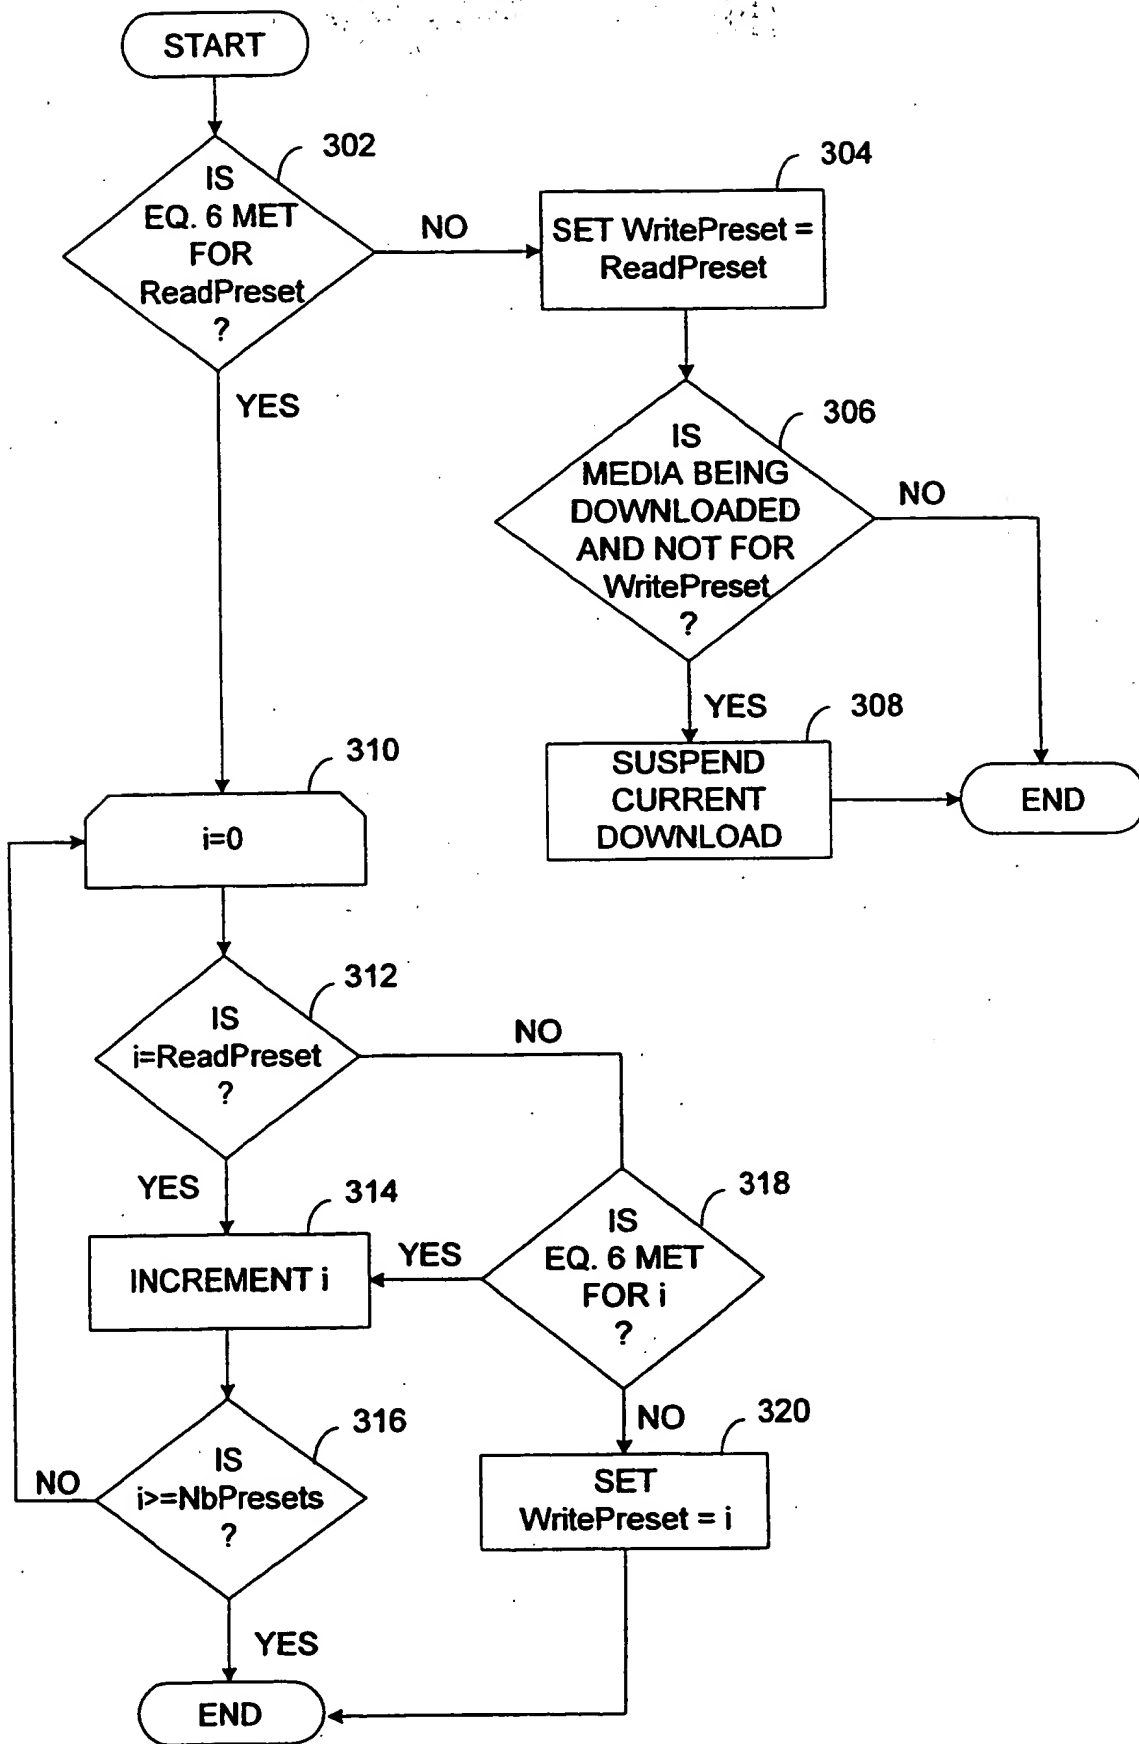 START
302
IS
EQ. 6 MET
FOR
ReadPreset
?
NO
304
SET WritePreset =
ReadPreset
YES
306
IS
MEDIA BEING
DOWNLOADED
AND NOT FOR
WritePreset
?
NO
YES
308
SUSPEND
CURRENT
DOWNLOAD
END
310
i=0
312
IS
i=ReadPreset
?
NO
YES
314
INCREMENT i
318
IS
EQ. 6 MET
FOR i
?
YES
NO
316
IS
i>=NbPresets
?
NO
320
SET
WritePreset = i
YES
END